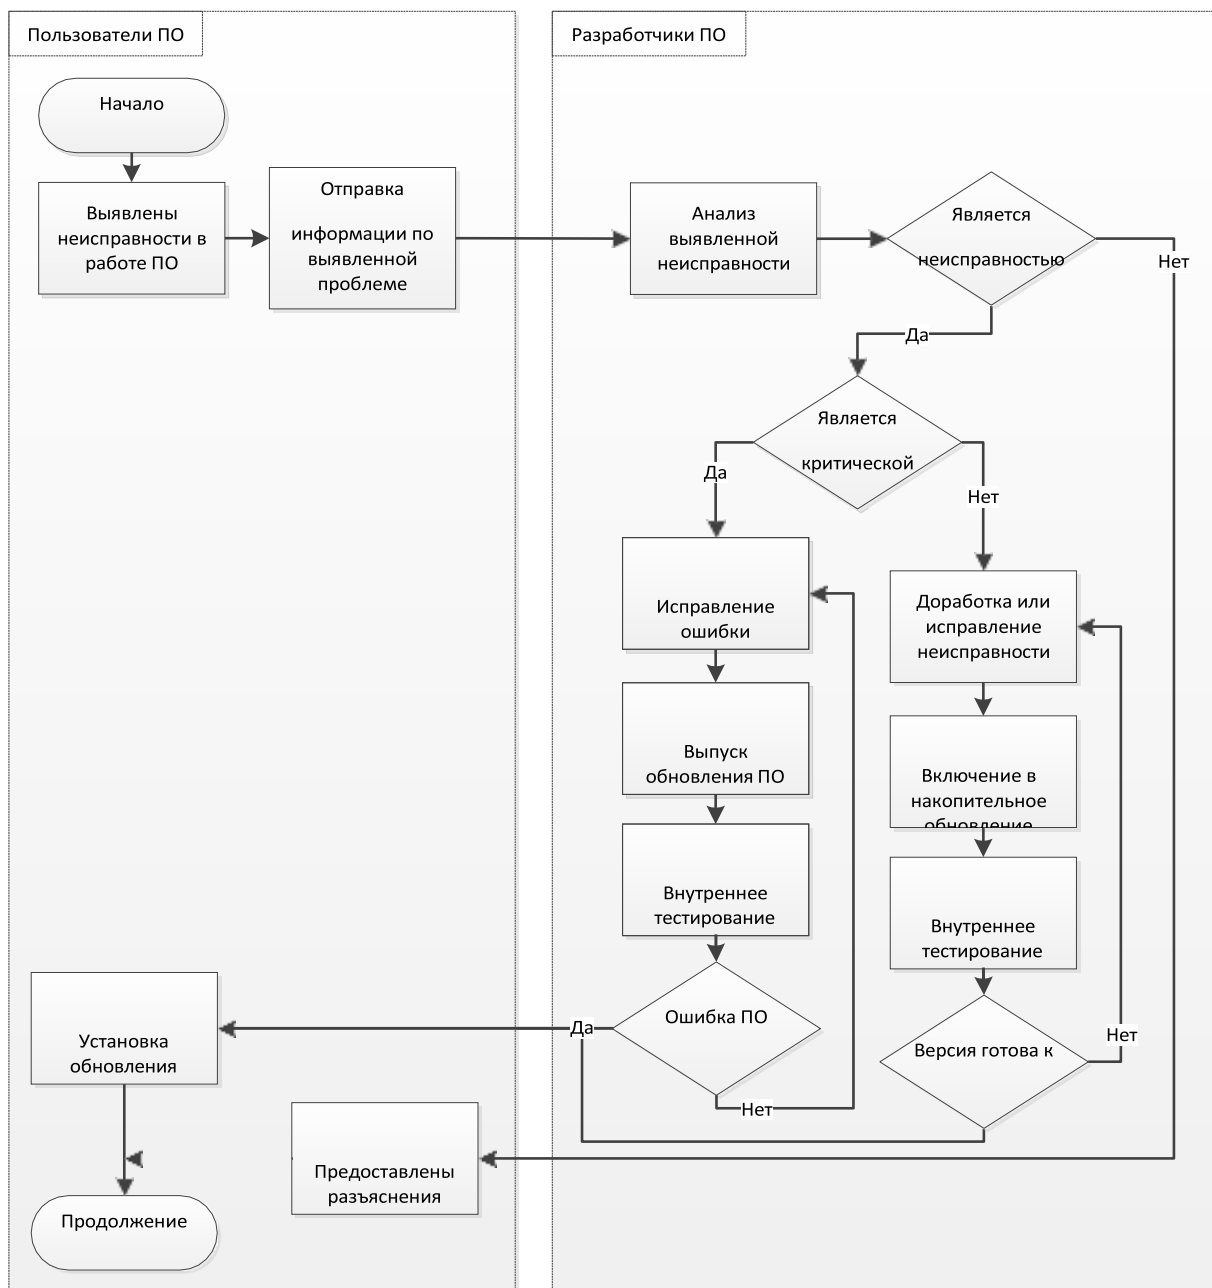 Пользователи ПО
Разработчики ПО
Начало
Выявлены
неисправности в
работе ПО
Отправка
информации по
выявленной
проблеме
Анализ
выявленной
неисправности
Является
неисправностью
Нет
Да
Является
критической
Да
Нет
Исправление
ошибки
Доработка или
исправление
неисправности
Выпуск
обновления ПО
Включение в
накопительное
обновление
Внутреннее
тестирование
Внутреннее
тестирование
Ошибка ПО
Да
Нет
Версия готова к
Нет
Установка
обновления
Предоставлены
разъяснения
Продолжение